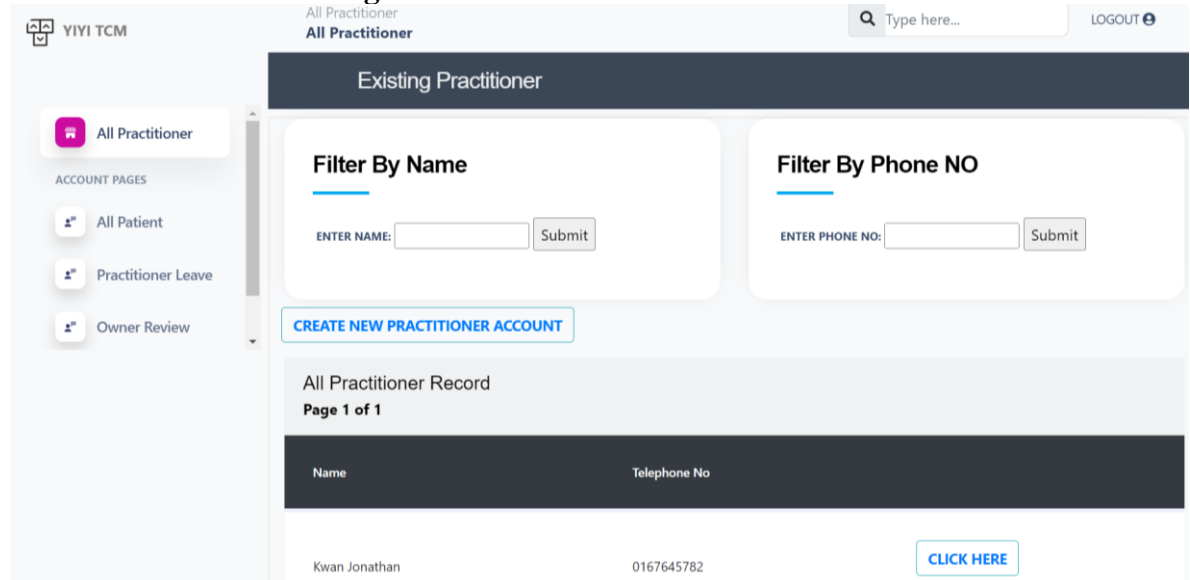 YIYI TCM
All Practitioner
All Practitioner
Type here...
LOGOUT
Existing Practitioner
All Practitioner
ACCOUNT PAGES
All Patient
Practitioner Leave
Owner Review
Filter By Name
ENTER NAME: Submit
Filter By Phone NO
ENTER PHONE NO: Submit
CREATE NEW PRACTITIONER ACCOUNT
All Practitioner Record
Page 1 of 1
Name Telephone No
Kwan Jonathan 0167645782 CLICK HERE